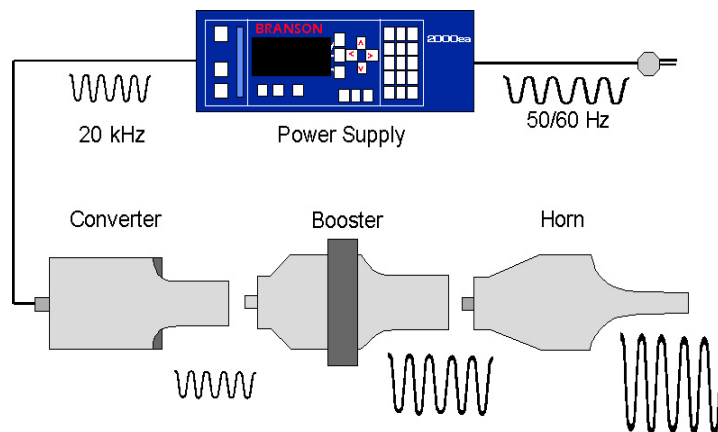 BRANSON
2000ea
20 kHz
Power Supply
50/60 Hz
Converter
Booster
Horn